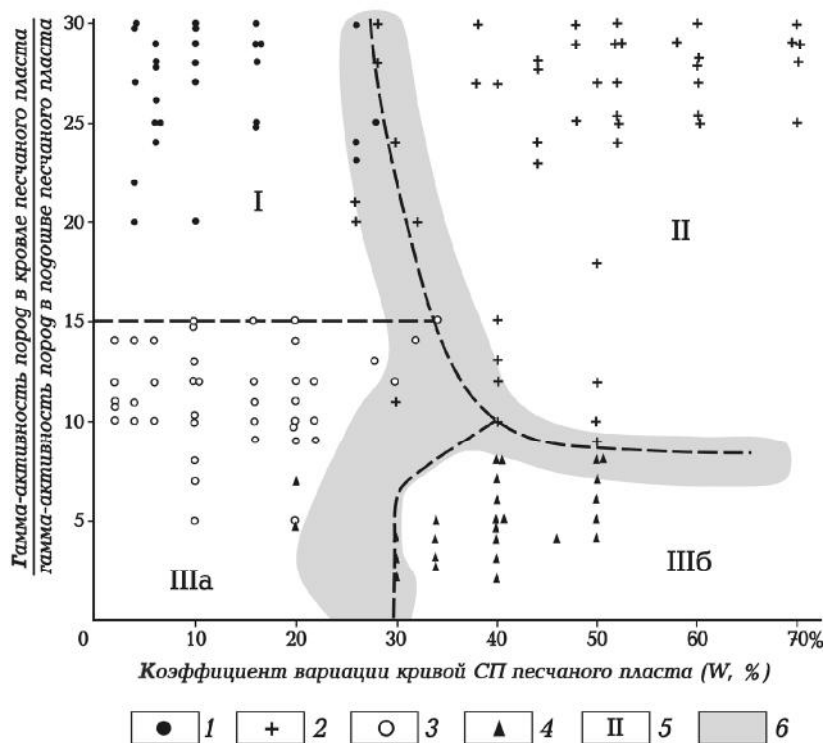 Гамма-активность пород в кровле песчаного пласта
гамма-активность пород в подошве песчаного пласта
30
25
20
15
10
5
I
II
IIIа
IIIб
0
10
20
30
40
50
60
70%
Коэффициент вариации кривой СП песчаного пласта (W, %)
1
2
3
4
II 5
6